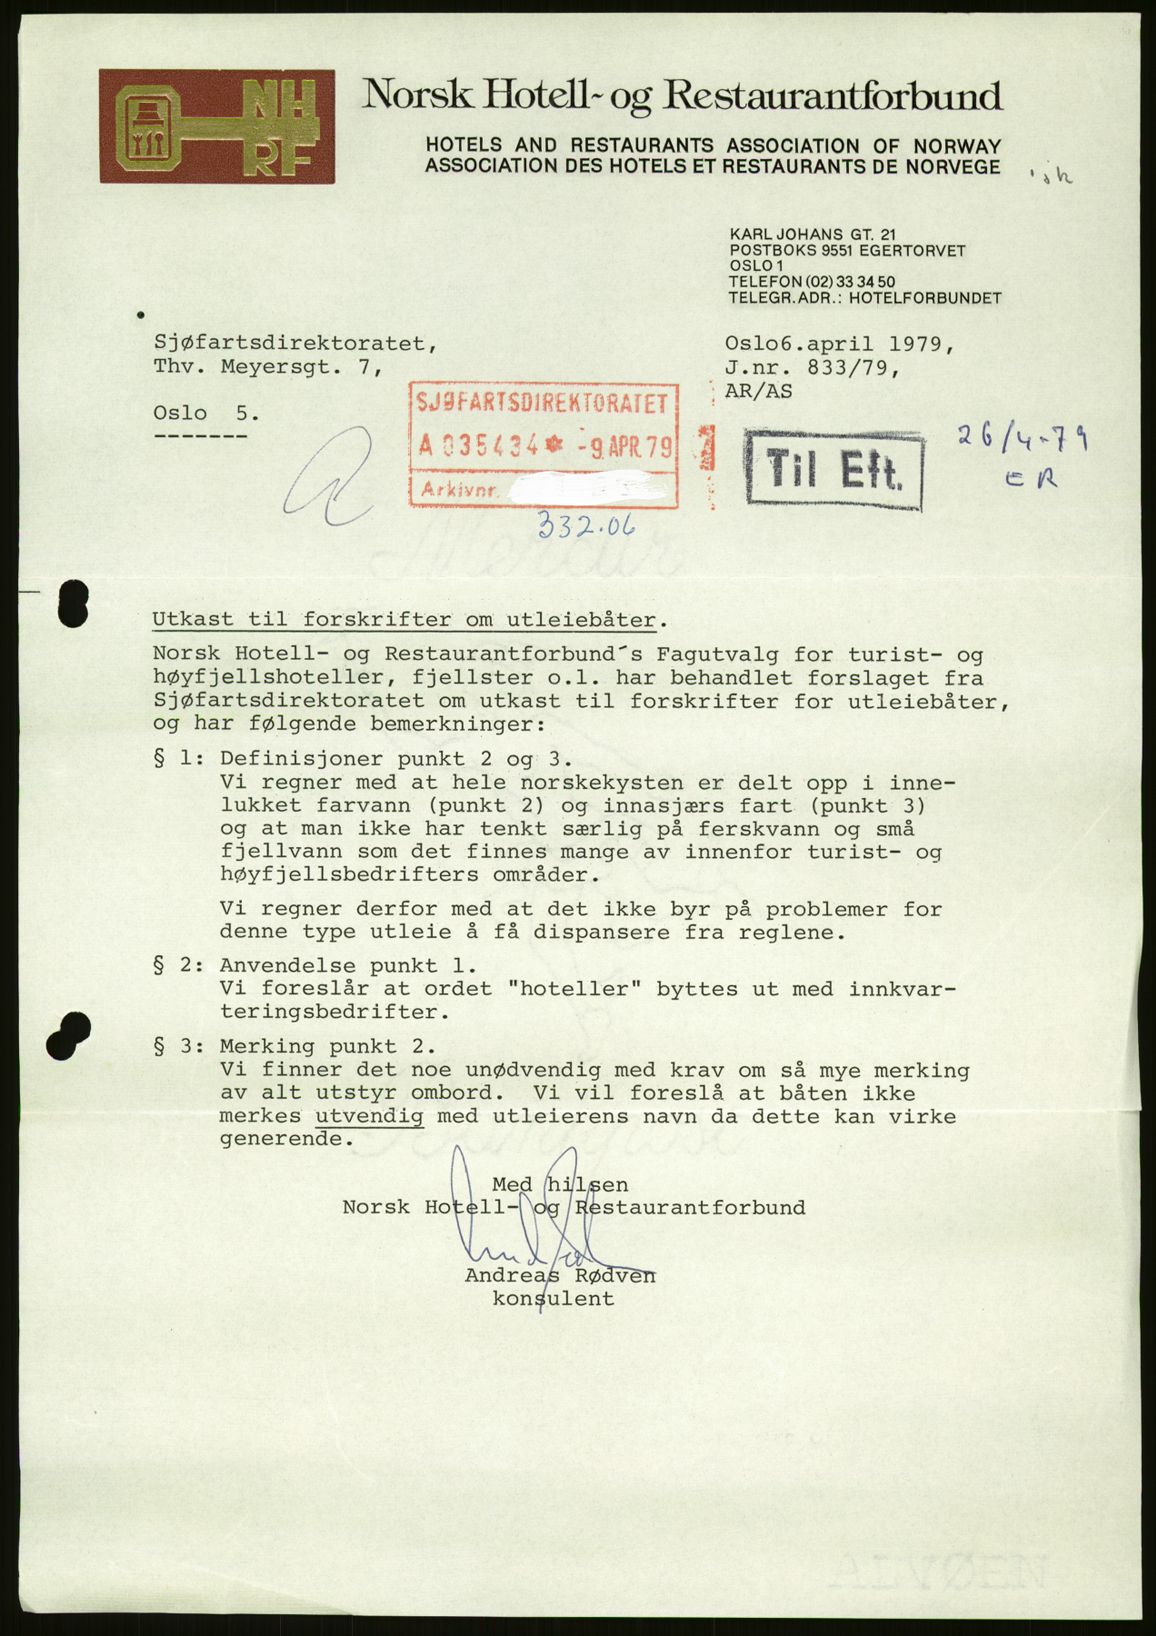 NH
RF
Norsk Hotell- og Restaurantforbund
HOTELS AND RESTAURANTS ASSOCIATION OF NORWAY
ASSOCIATION DES HOTELS ET RESTAURANTS DE NORVEGE
KARL JOHANS GT. 21
POSTBOKS 9551 EGERTORVET
OSLO 1
TELEFON (02) 33 34 50
TELEGR.ADR.: HOTELFORBUNDET
Sjøfartsdirektoratet,
Thv. Meyersgt. 7,
Oslo 5.
-------
Oslo6.april 1979,
J.nr. 833/79,
AR/AS
SJØFARTSDIREKTORATET
A 035434* -9. APR. 79
Arkivnr.
332.06
Til Eft.
26/4-79
ER
Utkast til forskrifter om utleiebåter.
Norsk Hotell- og Restaurantforbund´s Fagutvalg for turist- og
høyfjellshoteller, fjellster o.l. har behandlet forslaget fra
Sjøfartsdirektoratet om utkast til forskrifter for utleiebåter,
og har følgende bemerkninger:
§ 1: Definisjoner punkt 2 og 3.
Vi regner med at hele norskekysten er delt opp i inne-
lukket farvann (punkt 2) og innasjærs fart (punkt 3)
og at man ikke har tenkt særlig på ferskvann og små
fjellvann som det finnes mange av innenfor turist- og
høyfjellsbedrifters områder.
Vi regner derfor med at det ikke byr på problemer for
denne type utleie å få dispansere fra reglene.
§ 2: Anvendelse punkt 1.
Vi foreslår at ordet "hoteller" byttes ut med innkvar-
teringsbedrifter.
§ 3: Merking punkt 2.
Vi finner det noe unødvendig med krav om så mye merking
av alt utstyr ombord. Vi vil foreslå at båten ikke
merkes utvendig med utleierens navn da dette kan virke
generende.
Med hilsen
Norsk Hotell- og Restaurantforbund
Andreas Rødven
konsulent